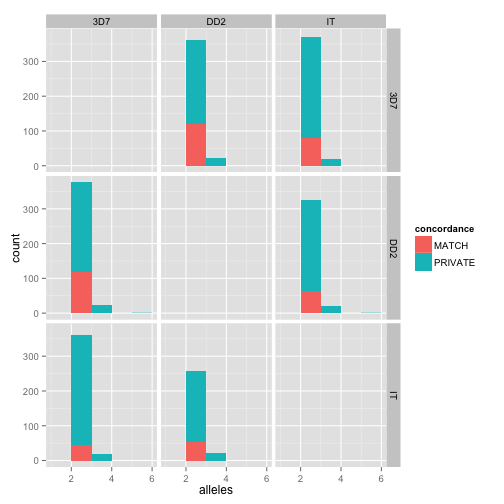 3D7 DD2 IT
300
200
100
0
3D7
300
200
100
0
DD2
300
200
100
0
IT
count
2 4 6 2 4 6 2 4 6
alleles
concordance
MATCH
PRIVATE